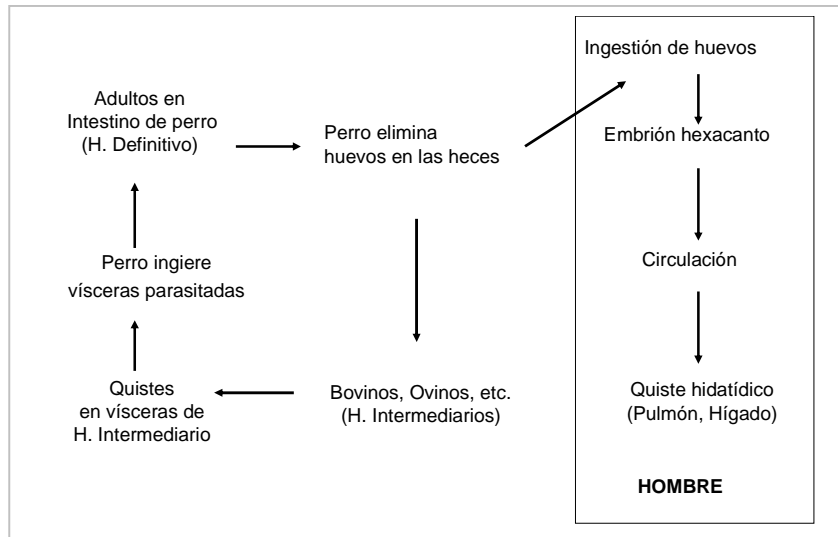 Adultos en
Intestino de perro
(H. Definitivo)
Perro elimina
huevos en las heces
Perro ingiere
vísceras parasitadas
Quistes
en vísceras de
H. Intermediario
Bovinos, Ovinos, etc.
(H. Intermediarios)
Ingestión de huevos
Embrión hexacanto
Circulación
Quiste hidatídico
(Pulmón, Hígado)
HOMBRE